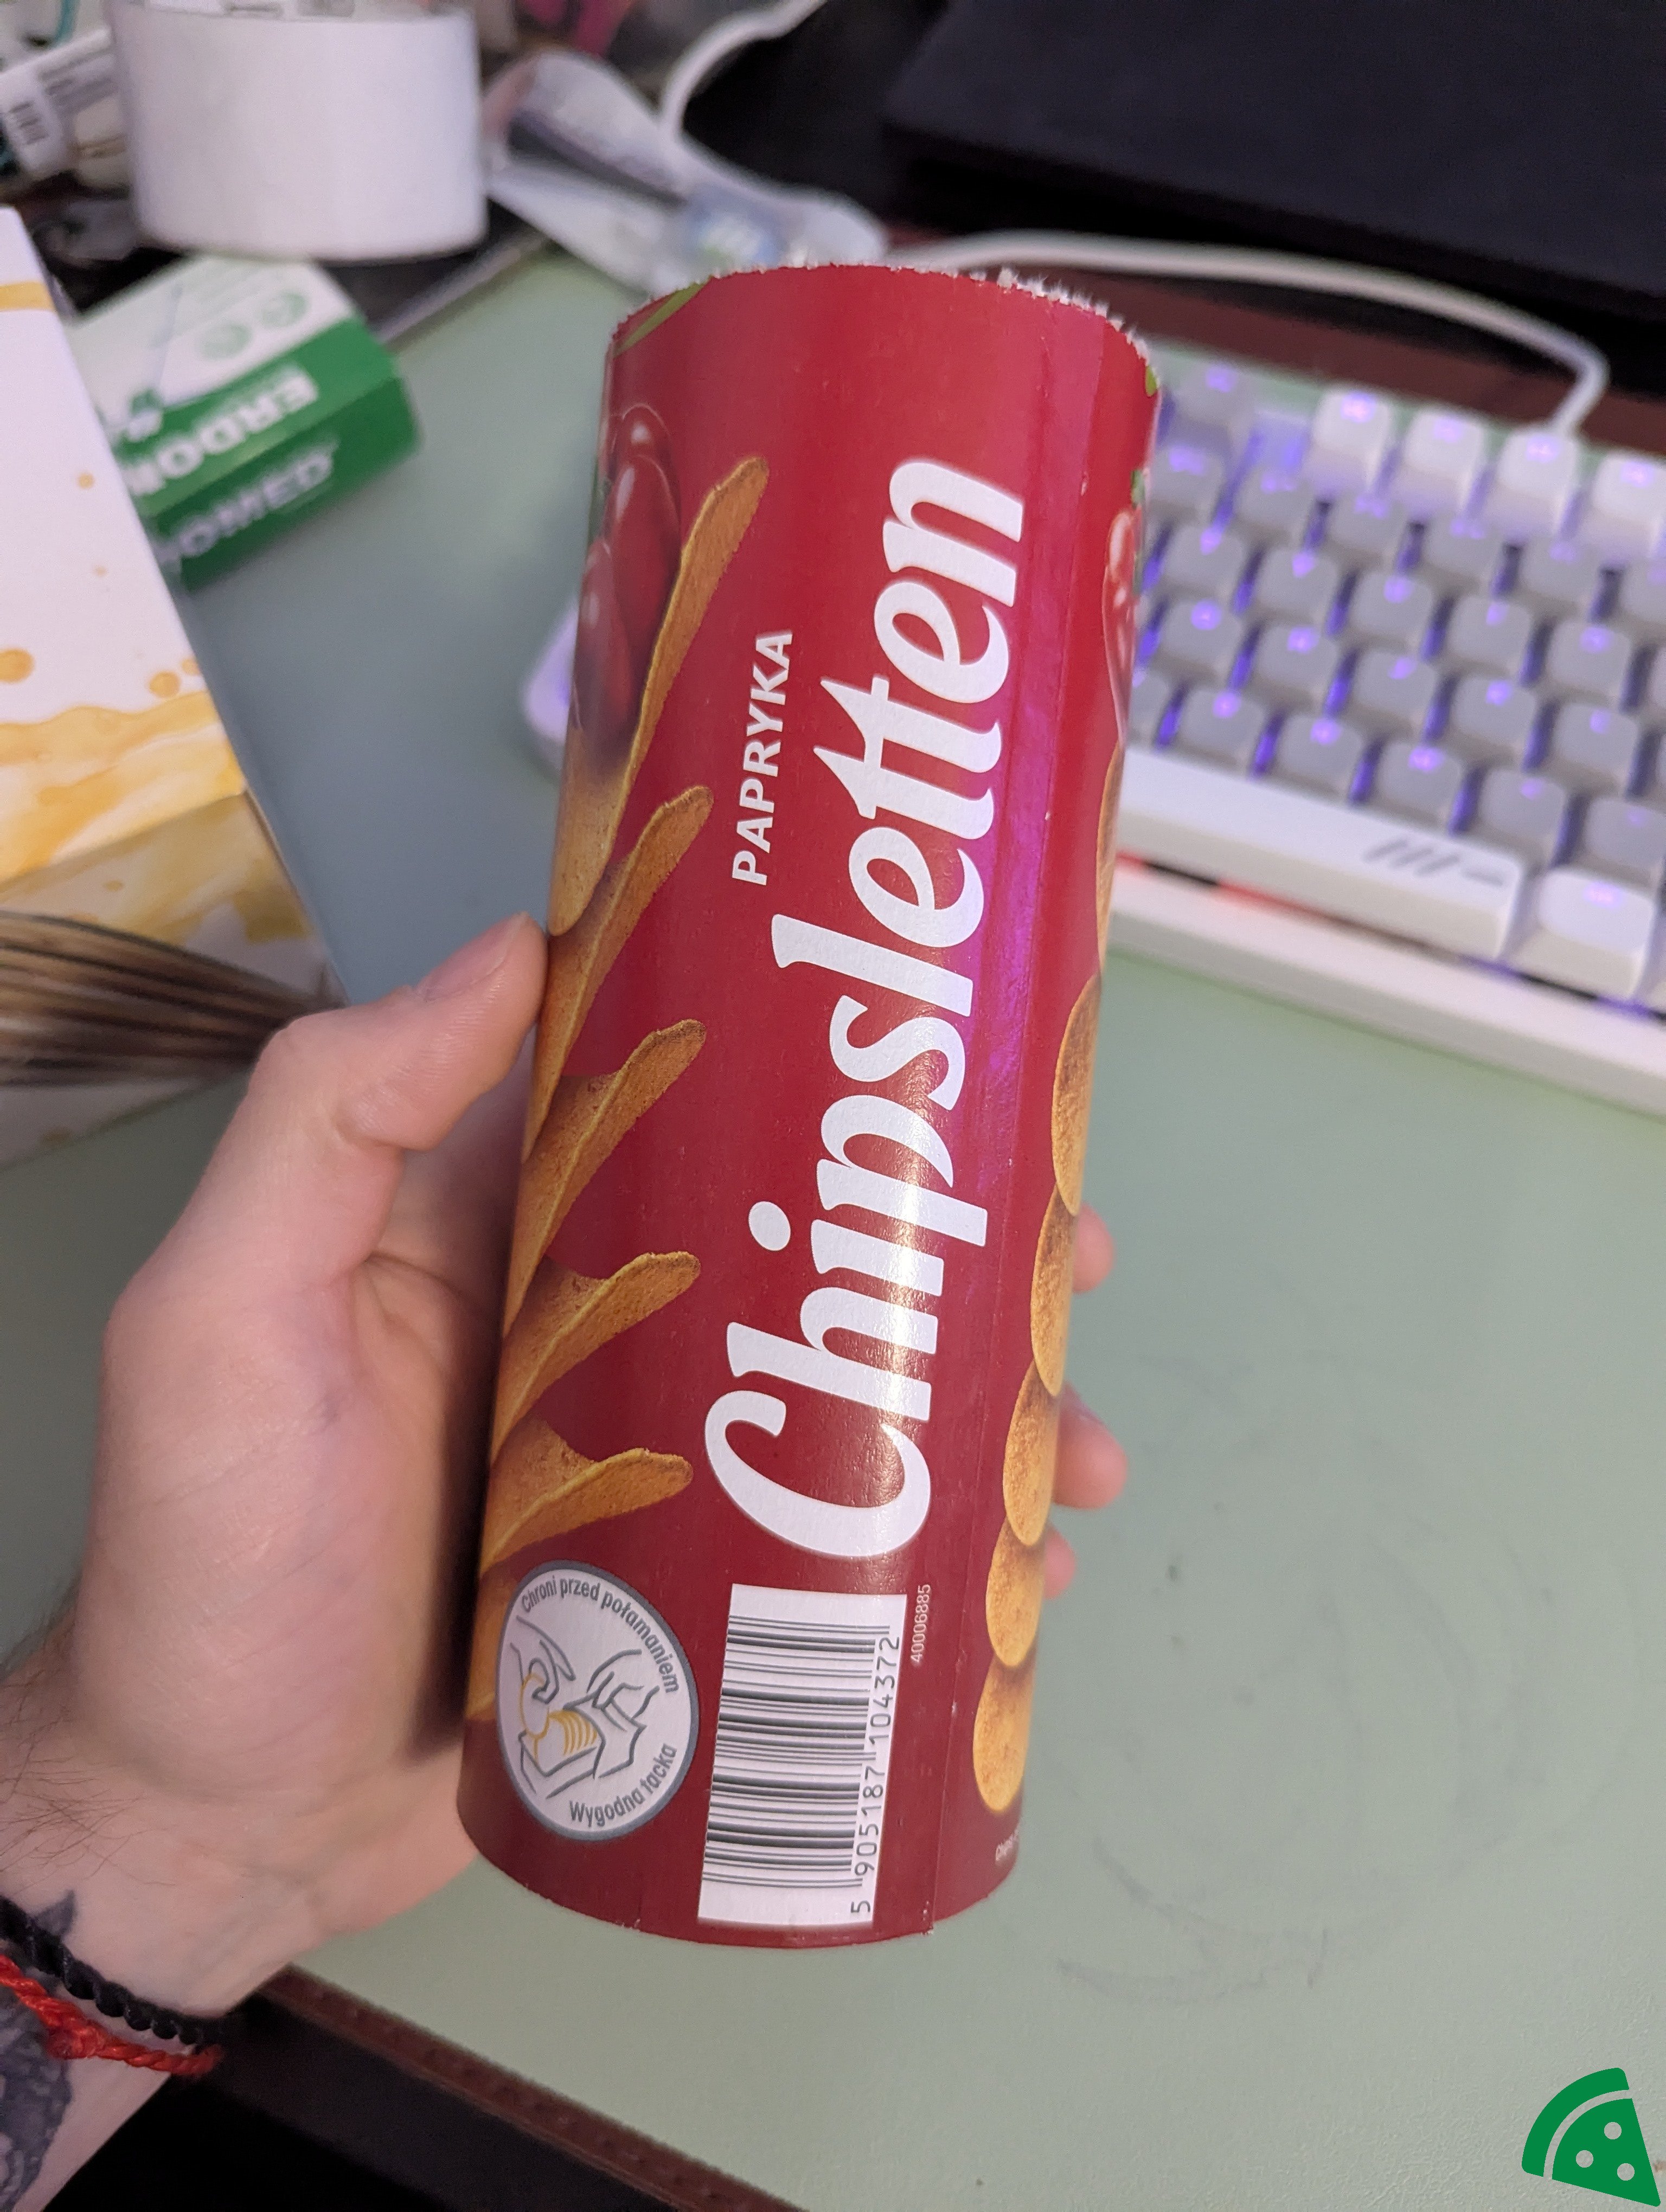 PAPRYKA
Chipsletten
Chroni przed połamaniem
Wygodna tacka
5 905187 104372
40006885